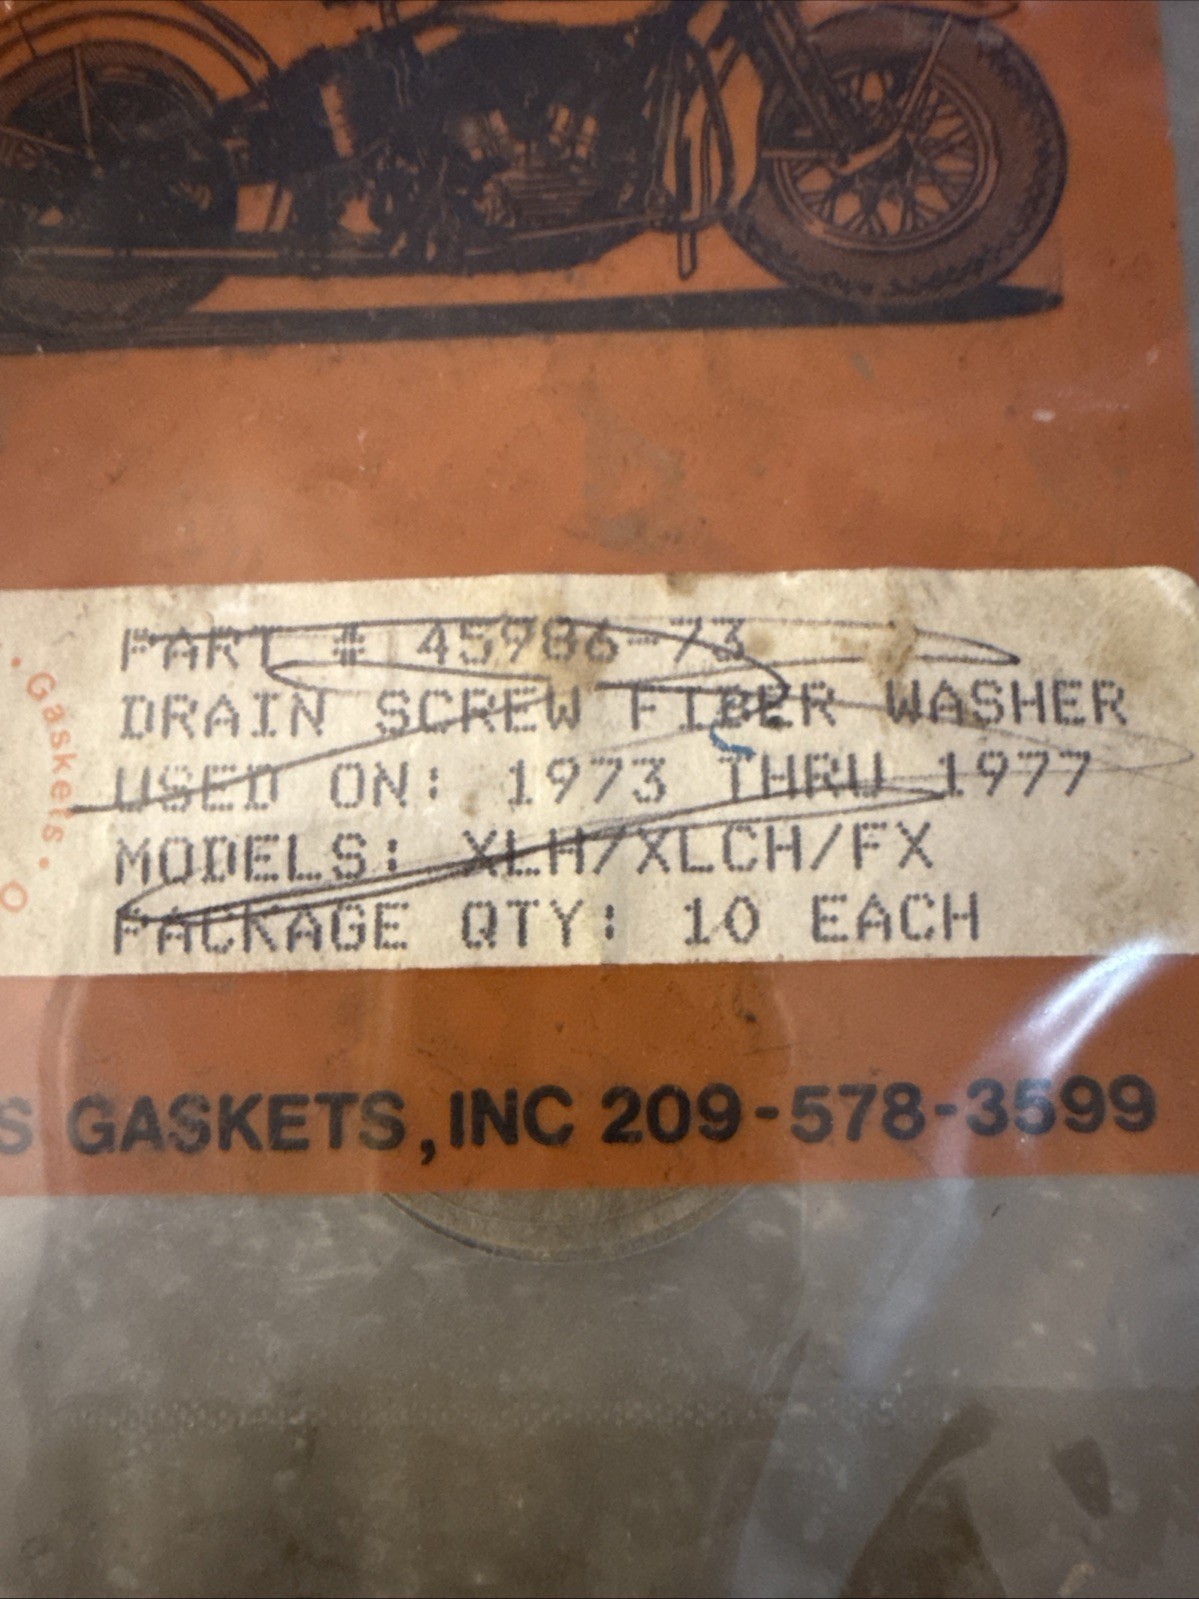 PART # 45986-73
DRAIN SCREW FIBER WASHER
USED ON: 1973 THRU 1977
MODELS: XLH/XLCH/FX
PACKAGE QTY: 10 EACH
. Gaskets .
S GASKETS, INC 209-578-3599